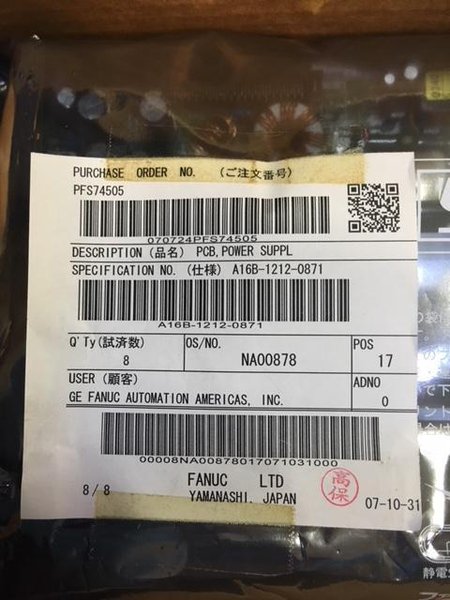 PURCHASE ORDER NO. (ご注文番号)
PFS74505
070724PFS74505
DESCRIPTION (品名) PCB,POWER SUPPL
SPECIFICATION NO. (仕様) A16B-1212-0871
A16B-1212-0871
Q'Ty(試済数) OS/NO. POS
8 NA00878 17
USER (顧客) ADNO
GE FANUC AUTOMATION AMERICAS, INC. 0
00008NA00878017071031000
FANUC LTD
高保
8/8 YAMANASHI, JAPAN 07-10-31
静電